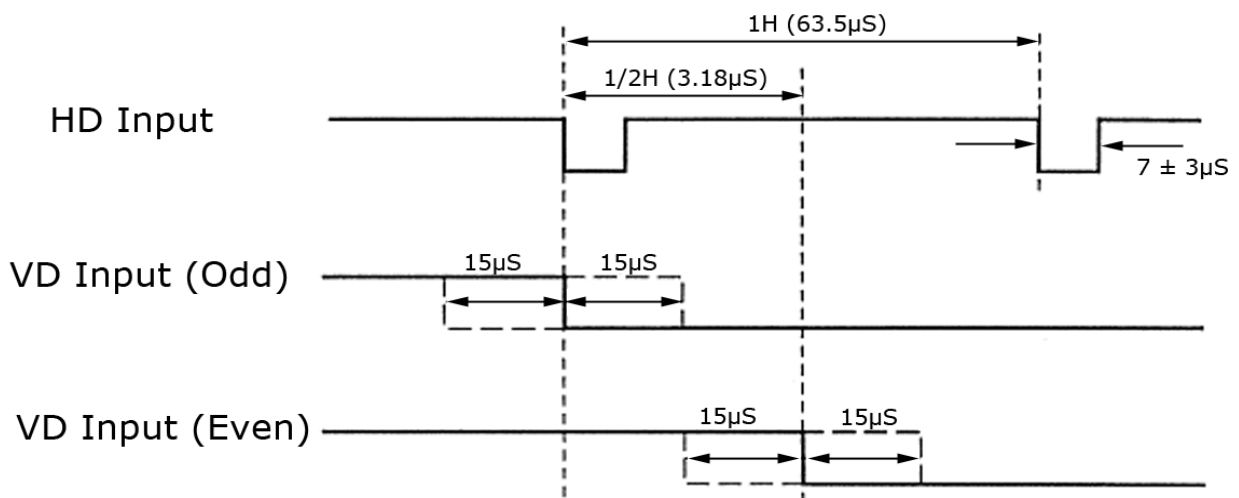 1H (63.5µS)
1/2H (3.18µS)
HD Input
7 ± 3µS
VD Input (Odd)
15µS
15µS
VD Input (Even)
15µS
15µS